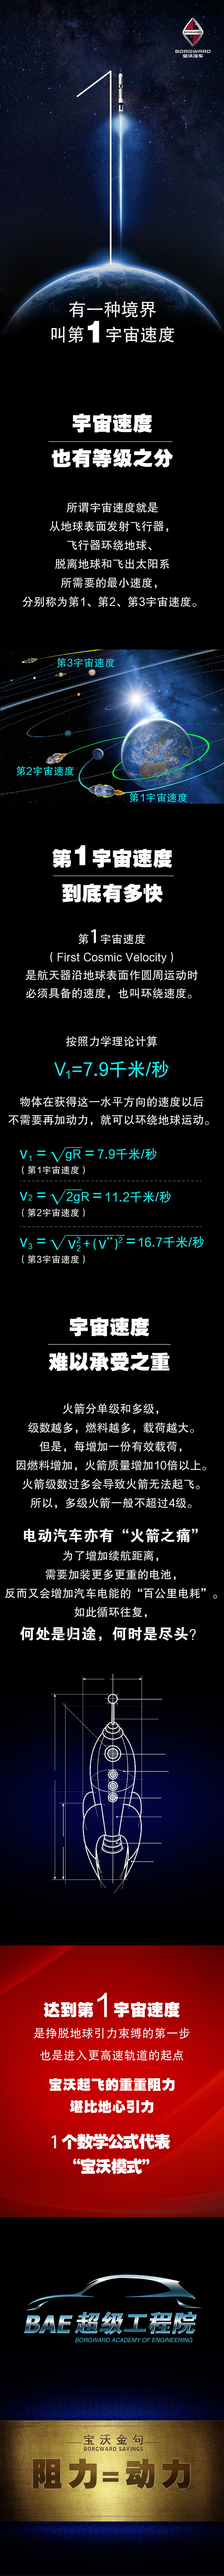 BORGWARD
BORGWARD
宝沃汽车
1
有一种境界
叫第1宇宙速度
宇宙速度
也有等级之分
所谓宇宙速度就是
从地球表面发射飞行器，
飞行器环绕地球、
脱离地球和飞出太阳系
所需要的最小速度，
分别称为第1、第2、第3宇宙速度。
第3宇宙速度
第2宇宙速度
第1宇宙速度
第1宇宙速度
到底有多快
第1宇宙速度
（First Cosmic Velocity）
是航天器沿地球表面作圆周运动时
必须具备的速度，也叫环绕速度。
按照力学理论计算
V₁=7.9千米/秒
物体在获得这一水平方向的速度以后
不需要再加动力，就可以环绕地球运动。
V₁=√gR=7.9千米/秒
（第1宇宙速度）
V₂=√2gR=11.2千米/秒
（第2宇宙速度）
V₃=√V₂²+(V**)²=16.7千米/秒
（第3宇宙速度）
宇宙速度
难以承受之重
火箭分单级和多级，
级数越多，燃料越多，载荷越大。
但是，每增加一份有效载荷，
因燃料增加，火箭质量增加10倍以上。
火箭级数过多会导致火箭无法起飞。
所以，多级火箭一般不超过4级。
电动汽车亦有“火箭之痛”
为了增加续航距离，
需要加装更多更重的电池，
反而又会增加汽车电能的“百公里电耗”。
如此循环往复，
何处是归途，何时是尽头?
达到第1宇宙速度
是挣脱地球引力束缚的第一步
也是进入更高速轨道的起点
宝沃起飞的重重阻力
堪比地心引力
1个数学公式代表
“宝沃模式”
BAE超级工程院
BORGWARD ACADEMY OF ENGINEERING
宝沃金句
BORGWARD SAYINGS
阻力=动力